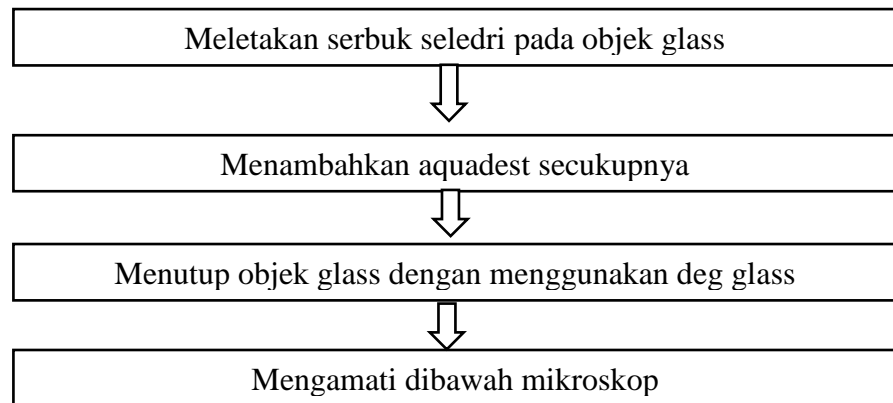 Meletakan serbuk seledri pada objek glass
Menambahkan aquadest secukupnya
Menutup objek glass dengan menggunakan deg glass
Mengamati dibawah mikroskop